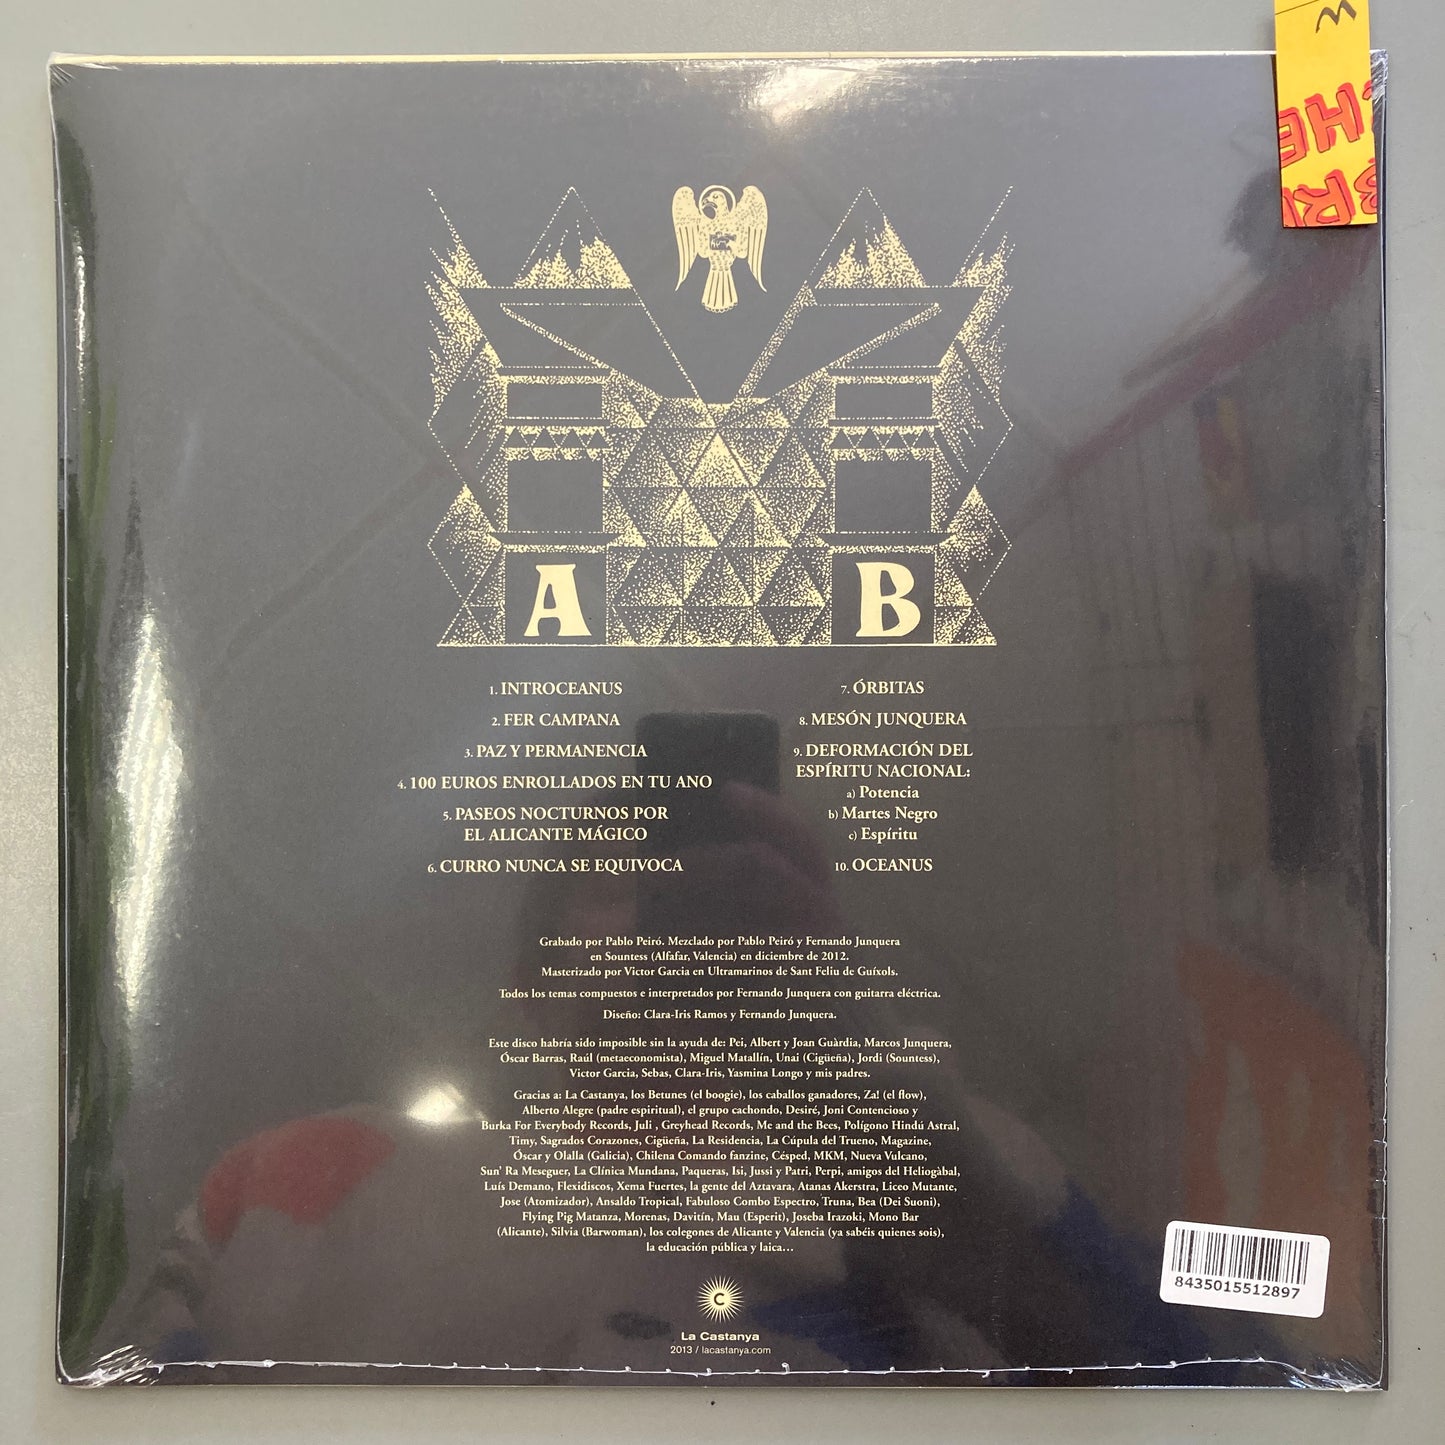 A
B
1. INTROCEANUS
2. FER CAMPANA
3. PAZ Y PERMANENCIA
4. 100 EUROS ENROLLADOS EN TU ANO
5. PASEOS NOCTURNOS POR
EL ALICANTE MÁGICO
6. CURRO NUNCA SE EQUIVOCA
7. ÓRBITAS
8. MESÓN JUNQUERA
9. DEFORMACIÓN DEL
ESPÍRITU NACIONAL:
a) Potencia
b) Martes Negro
c) Espíritu
10. OCEANUS
Grabado por Pablo Peiró. Mezclado por Pablo Peiró y Fernando Junquera
en Sountess (Alfafar, Valencia) en diciembre de 2012.
Masterizado por Victor Garcia en Ultramarinos de Sant Feliu de Guíxols.
Todos los temas compuestos e interpretados por Fernando Junquera con guitarra eléctrica.
Diseño: Clara-Iris Ramos y Fernando Junquera.
Este disco habría sido imposible sin la ayuda de: Pei, Albert y Joan Guàrdia, Marcos Junquera,
Óscar Barras, Raúl (metaeconomista), Miguel Matallín, Unai (Cigüeña), Jordi (Sountess),
Victor Garcia, Sebas, Clara-Iris, Yasmina Longo y mis padres.
Gracias a: La Castanya, los Betunes (el boogie), los caballos ganadores, Za! (el flow),
Alberto Alegre (padre espiritual), el grupo cachondo, Desiré, Joni Contencioso y
Burka For Everybody Records, Juli , Greyhead Records, Me and the Bees, Polígono Hindú Astral,
Timy, Sagrados Corazones, Cigüeña, La Residencia, La Cúpula del Trueno, Magazine,
Óscar y Olalla (Galicia), Chilena Comando fanzine, Césped, MKM, Nueva Vulcano,
Sun' Ra Meseguer, La Clínica Mundana, Paqueras, Isi, Jussi y Patri, Perpi, amigos del Heliogàbal,
Luís Demano, Flexidiscos, Xema Fuertes, la gente del Aztavara, Atanas Akerstra, Liceo Mutante,
Jose (Atomizador), Ansaldo Tropical, Fabuloso Combo Espectro, Truna, Bea (Dei Suoni),
Flying Pig Matanza, Morenas, Davitín, Mau (Esperit), Joseba Irazoki, Mono Bar
(Alicante), Silvia (Barwoman), los colegones de Alicante y Valencia (ya sabéis quienes sois),
la educación pública y laica...
C
La Castanya
2013 / lacastanya.com
8435015512897